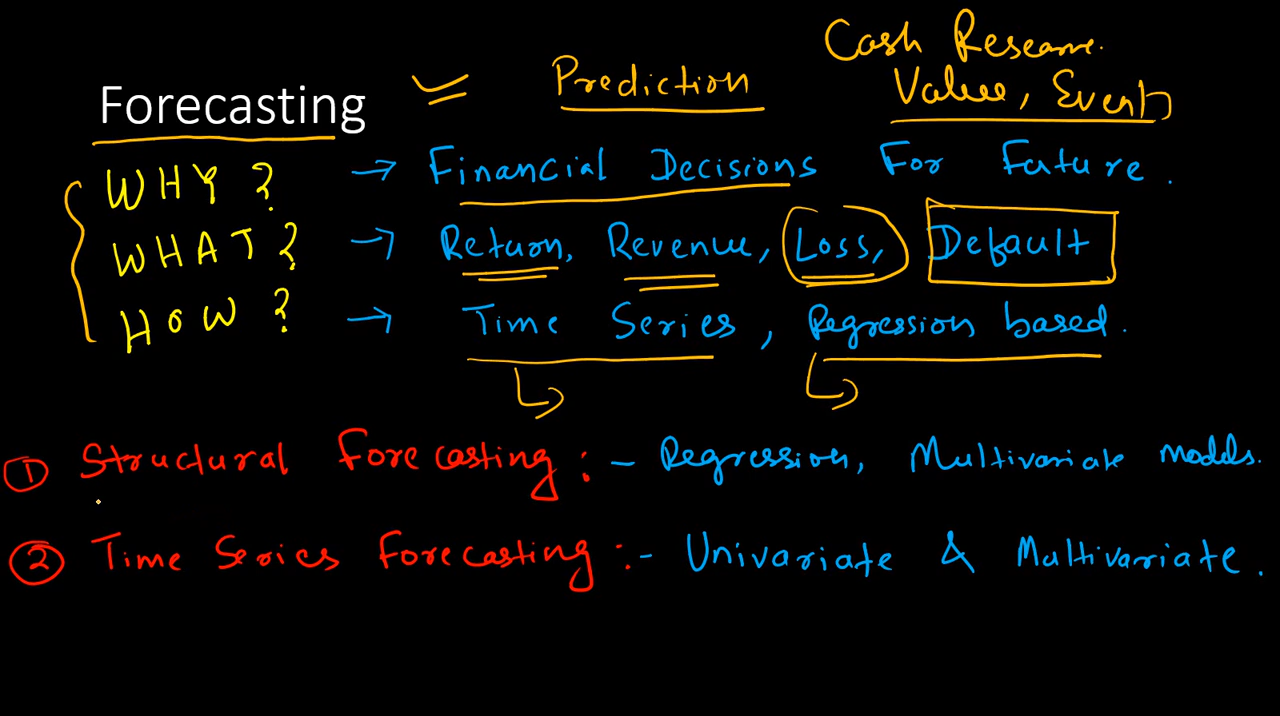 Cash Reserve.
Forecasting Prediction Value, Event
WHY? → Financial Decisions For Future.
WHAT? → Return, Revenue, Loss, Default
HOW? → Time Series, Regression based.
① Structural Forecasting :- Regression, Multivariate models.
② Time Series Forecasting :- Univariate & Multivariate.